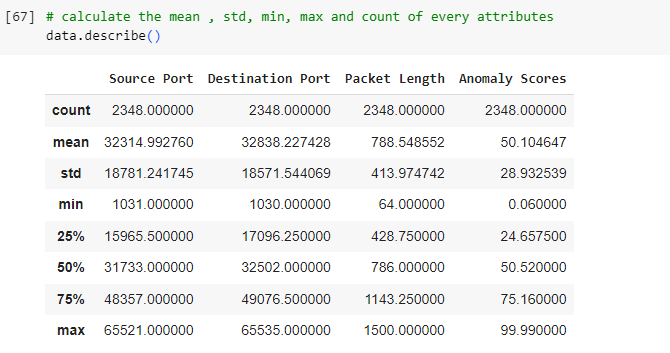 [67] # calculate the mean , std, min, max and count of every attributes
data.describe()
Source Port Destination Port Packet Length Anomaly Scores
count 2348.000000 2348.000000 2348.000000 2348.000000
mean 32314.992760 32838.227428 788.548552 50.104647
std 18781.241745 18571.544069 413.974742 28.932539
min 1031.000000 1030.000000 64.000000 0.060000
25% 15965.500000 17096.250000 428.750000 24.657500
50% 31733.000000 32502.000000 786.000000 50.520000
75% 48357.000000 49076.500000 1143.250000 75.160000
max 65521.000000 65535.000000 1500.000000 99.990000